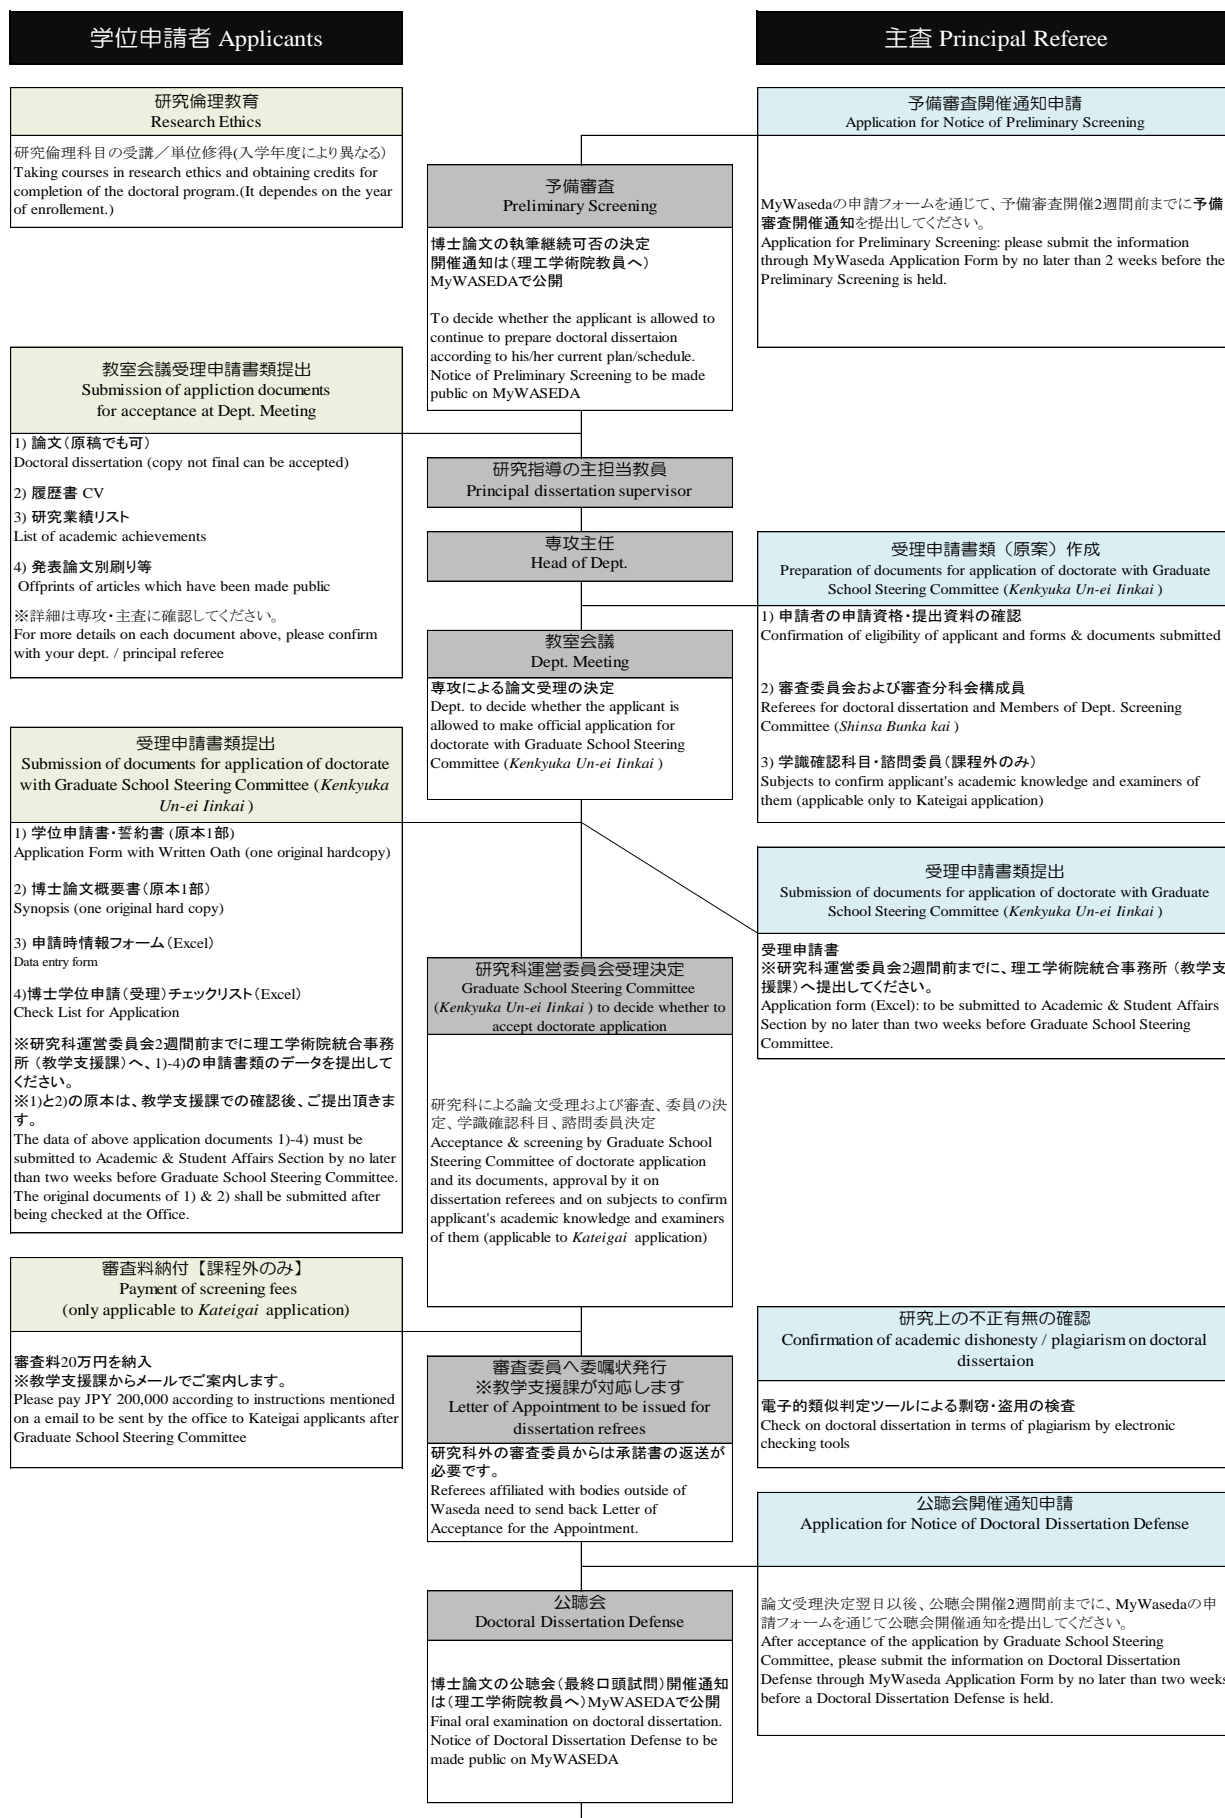 学位申請者 Applicants
主査 Principal Referee
研究倫理教育
Research Ethics
研究倫理科目の受講／単位修得(入学年度により異なる)
Taking courses in research ethics and obtaining credits for
completion of the doctoral program.(It dependes on the year
of enrollement.)
予備審査開催通知申請
Application for Notice of Preliminary Screening
MyWasedaの申請フォームを通じて、予備審査開催2週間前までに予備
審査開催通知を提出してください。
Application for Preliminary Screening: please submit the information
through MyWaseda Application Form by no later than 2 weeks before the
Preliminary Screening is held.
予備審査
Preliminary Screening
博士論文の執筆継続可否の決定
開催通知は（理工学術院教員へ）
MyWASEDAで公開
To decide whether the applicant is allowed to
continue to prepare doctoral dissertaion
according to his/her current plan/schedule.
Notice of Preliminary Screening to be made
public on MyWASEDA
教室会議受理申請書類提出
Submission of appliction documents
for acceptance at Dept. Meeting
1) 論文（原稿でも可）
Doctoral dissertation (copy not final can be accepted)
2) 履歴書 CV
3) 研究業績リスト
List of academic achievements
4) 発表論文別刷り等
Offprints of articles which have been made public
※詳細は専攻・主査に確認してください。
For more details on each document above, please confirm
with your dept. / principal referee
研究指導の主担当教員
Principal dissertation supervisor
専攻主任
Head of Dept.
教室会議
Dept. Meeting
専攻による論文受理の決定
Dept. to decide whether the applicant is
allowed to make official application for
doctorate with Graduate School Steering
Committee (Kenkyuka Un-ei Iinkai )
受理申請書類（原案）作成
Preparation of documents for application of doctorate with Graduate
School Steering Committee (Kenkyuka Un-ei Iinkai )
1) 申請者の申請資格・提出資料の確認
Confirmation of eligibility of applicant and forms & documents submitted
2) 審査委員会および審査分科会構成員
Referees for doctoral dissertation and Members of Dept. Screening
Committee (Shinsa Bunka kai )
3) 学識確認科目・諮問委員（課程外のみ）
Subjects to confirm applicant's academic knowledge and examiners of
them (applicable only to Kateigai application)
受理申請書類提出
Submission of documents for application of doctorate
with Graduate School Steering Committee (Kenkyuka
Un-ei Iinkai )
1) 学位申請書・誓約書 (原本1部)
Application Form with Written Oath (one original hardcopy)
2) 博士論文概要書（原本1部）
Synopsis (one original hard copy)
3) 申請時情報フォーム（Excel）
Data entry form
4)博士学位申請（受理）チェックリスト（Excel）
Check List for Application
※研究科運営委員会2週間前までに理工学術院統合事務
所（教学支援課）へ、1)-4)の申請書類のデータを提出して
ください。
※1)と2)の原本は、教学支援課での確認後、ご提出頂きま
す。
The data of above application documents 1)-4) must be
submitted to Academic & Student Affairs Section by no later
than two weeks before Graduate School Steering Committee.
The original documents of 1) & 2) shall be submitted after
being checked at the Office.
受理申請書類提出
Submission of documents for application of doctorate with Graduate
School Steering Committee (Kenkyuka Un-ei Iinkai )
受理申請書
※研究科運営委員会2週間前までに、理工学術院統合事務所（教学支
援課）へ提出してください。
Application form (Excel): to be submitted to Academic & Student Affairs
Section by no later than two weeks before Graduate School Steering
Committee.
研究科運営委員会受理決定
Graduate School Steering Committee
(Kenkyuka Un-ei Iinkai ) to decide whether to
accept doctorate application
研究科による論文受理および審査、委員の決
定、学識確認科目、諮問委員決定
Acceptance & screening by Graduate School
Steering Committee of doctorate application
and its documents, approval by it on
dissertation referees and on subjects to confirm
applicant's academic knowledge and examiners
of them (applicable to Kateigai application)
審査料納付【課程外のみ】
Payment of screening fees
(only applicable to Kateigai application)
審査料20万円を納入
※教学支援課からメールでご案内します。
Please pay JPY 200,000 according to instructions mentioned
on a email to be sent by the office to Kateigai applicants after
Graduate School Steering Committee
審査委員へ委嘱状発行
※教学支援課が対応します
Letter of Appointment to be issued for
dissertation refrees
研究科外の審査委員からは承諾書の返送が
必要です。
Referees affiliated with bodies outside of
Waseda need to send back Letter of
Acceptance for the Appointment.
研究上の不正有無の確認
Confirmation of academic dishonesty / plagiarism on doctoral
dissertaion
電子的類似判定ツールによる剽窃・盗用の検査
Check on doctoral dissertation in terms of plagiarism by electronic
checking tools
公聴会開催通知申請
Application for Notice of Doctoral Dissertation Defense
論文受理決定翌日以後、公聴会開催2週間前までに、MyWasedaの申
請フォームを通じて公聴会開催通知を提出してください。
After acceptance of the application by Graduate School Steering
Committee, please submit the information on Doctoral Dissertation
Defense through MyWaseda Application Form by no later than two weeks
before a Doctoral Dissertation Defense is held.
公聴会
Doctoral Dissertation Defense
博士論文の公聴会（最終口頭試問）開催通知
は（理工学術院教員へ）MyWASEDAで公開
Final oral examination on doctoral dissertation.
Notice of Doctoral Dissertation Defense to be
made public on MyWASEDA